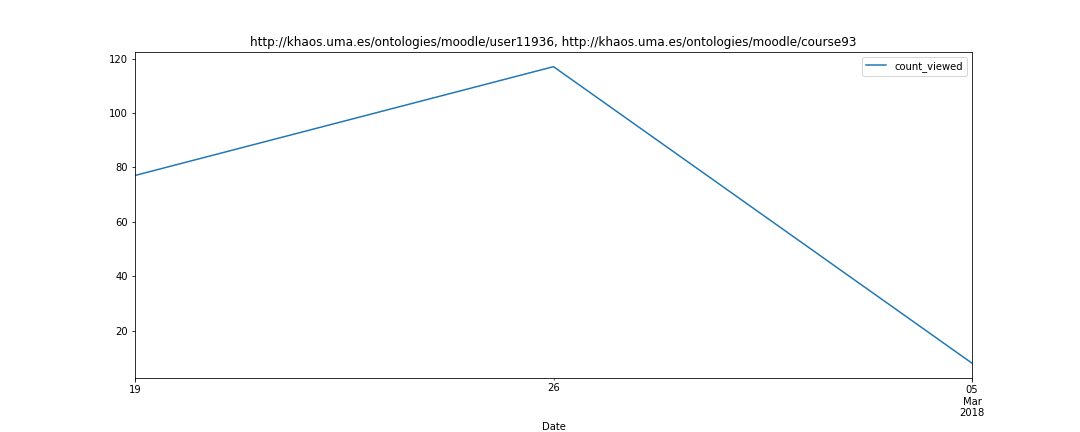 http://khaos.uma.es/ontologies/moodle/user11936, http://khaos.uma.es/ontologies/moodle/course93
count_viewed
120
100
80
60
40
20
19
26
05
Mar
2018
Date